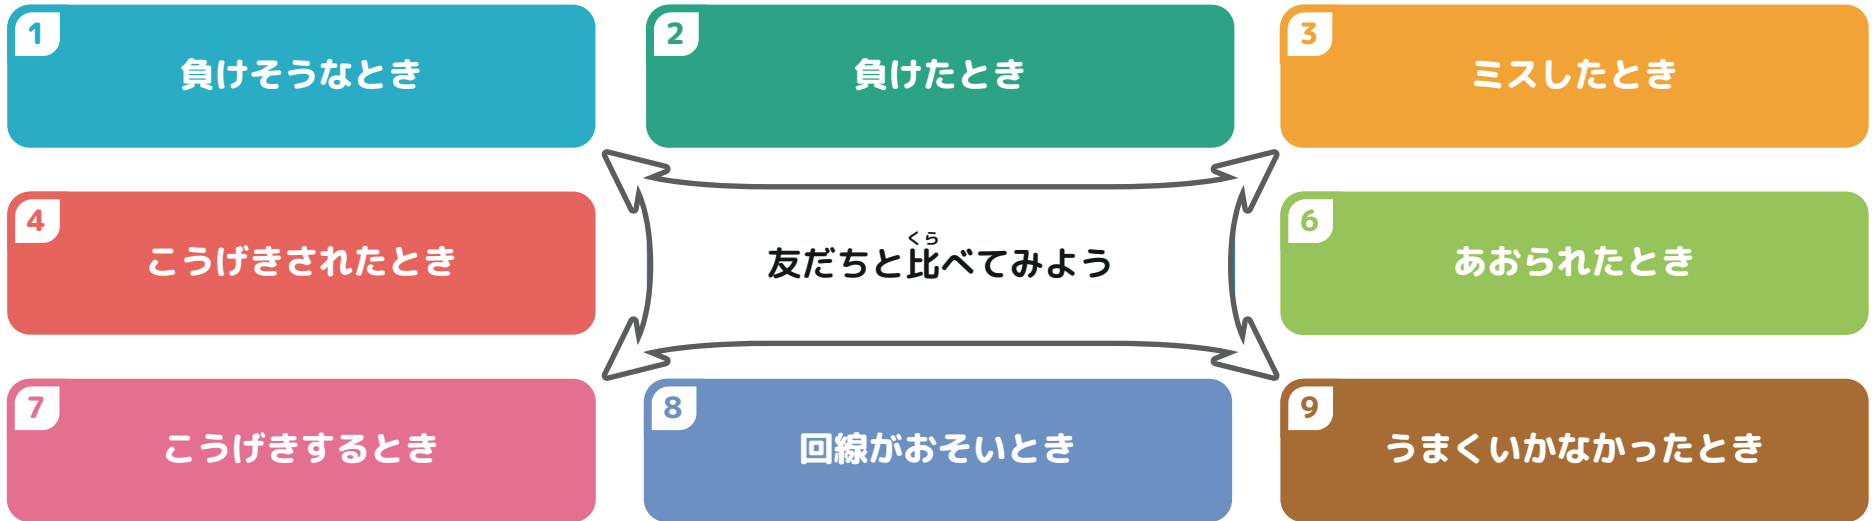 1
負けそうなとき
2
負けたとき
3
ミスしたとき
4
こうげきされたとき
くら
友だちと比べてみよう
6
あおられたとき
7
こうげきするとき
8
回線がおそいとき
9
うまくいかなかったとき